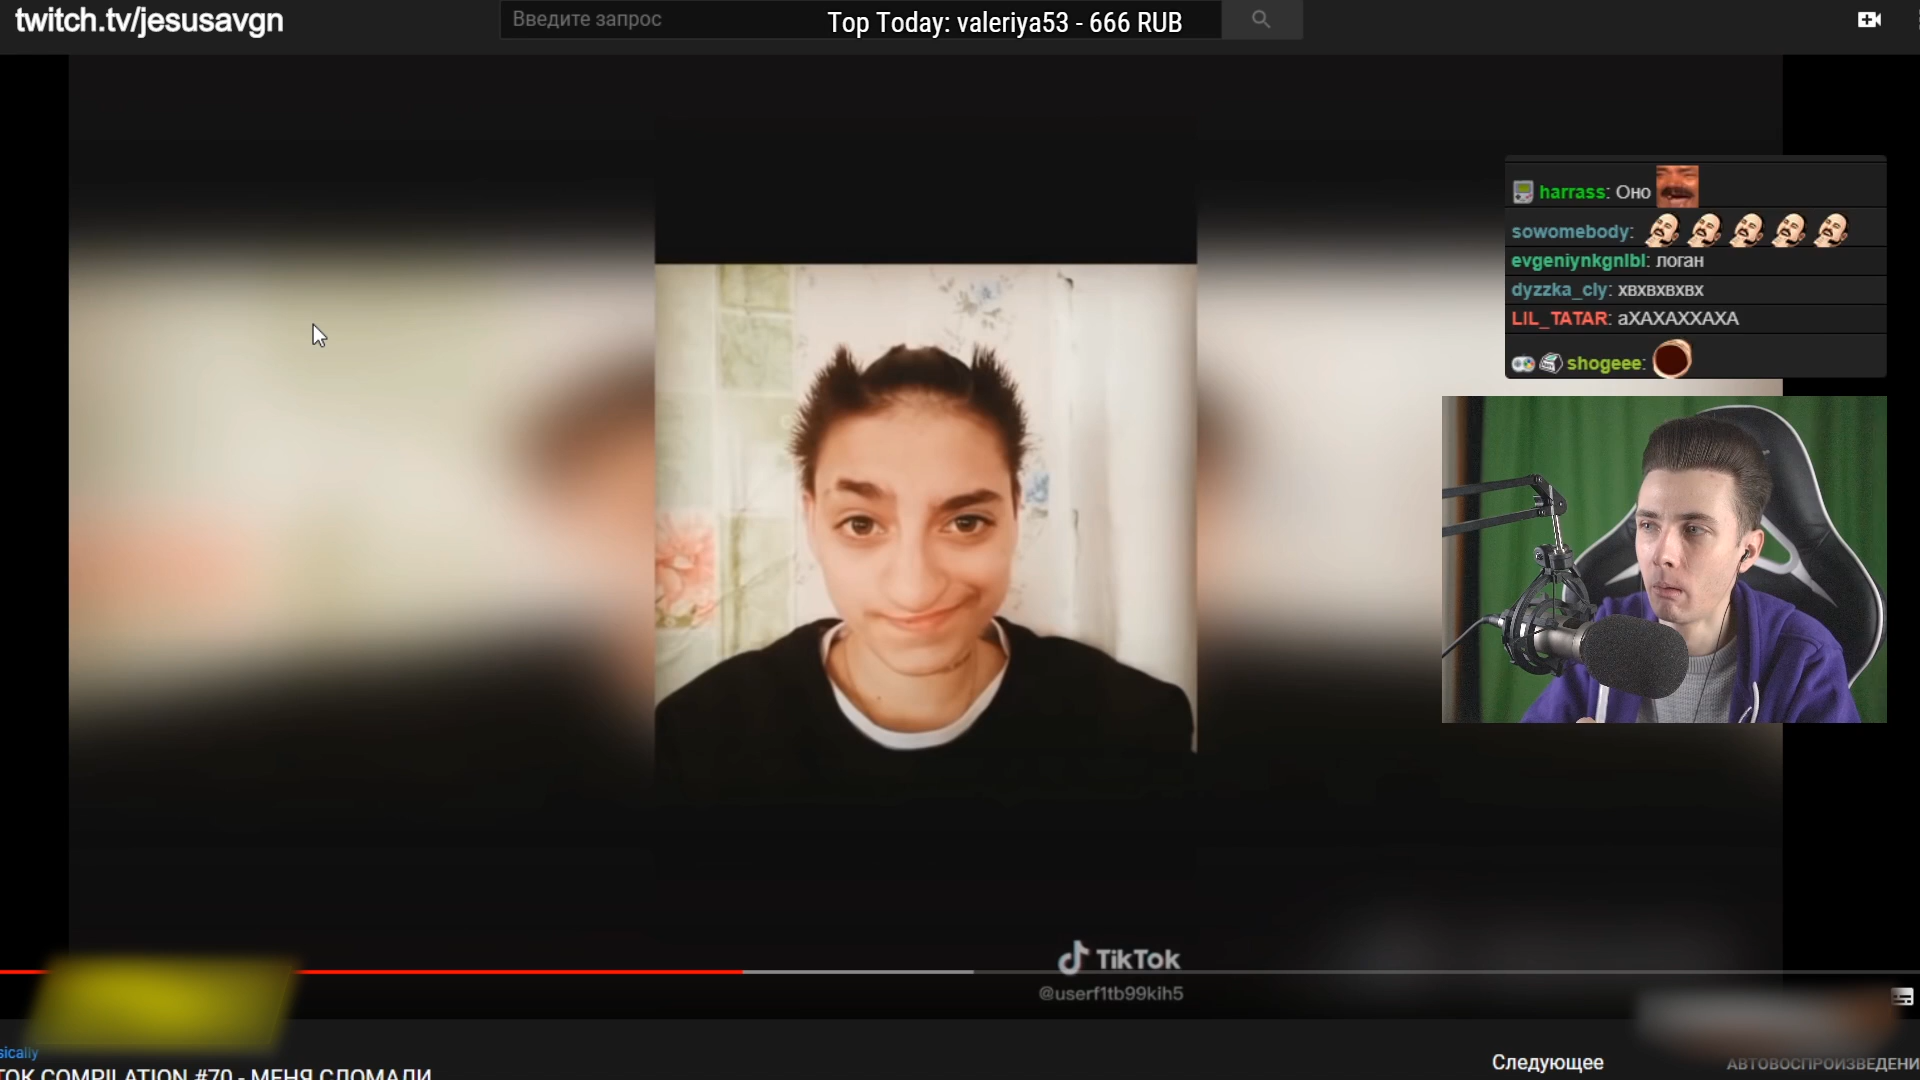 twitch.tv/jesusavgn
Введите запрос
Top Today: valeriya53 - 666 RUB
harrass: Оно
sowomebody:
evgeniynkgnlbl: логан
dyzzka_cly: хвхвхвхвх
LIL_TATAR: аХАХАХХАХА
shogeee:
TikTok
@userf1tb99kih5
sically
TOK COMPILATION #70 - МЕНЯ СЛОМАЛИ
Следующее
АВТОВОСПРОИЗВЕДЕНИ